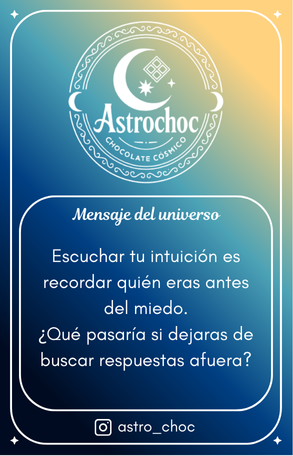 Astrochoc
CHOCOLATE CÓSMICO
Mensaje del universo
Escuchar tu intuición es
recordar quién eras antes
del miedo.
¿Qué pasaría si dejaras de
buscar respuestas afuera?
astro_choc